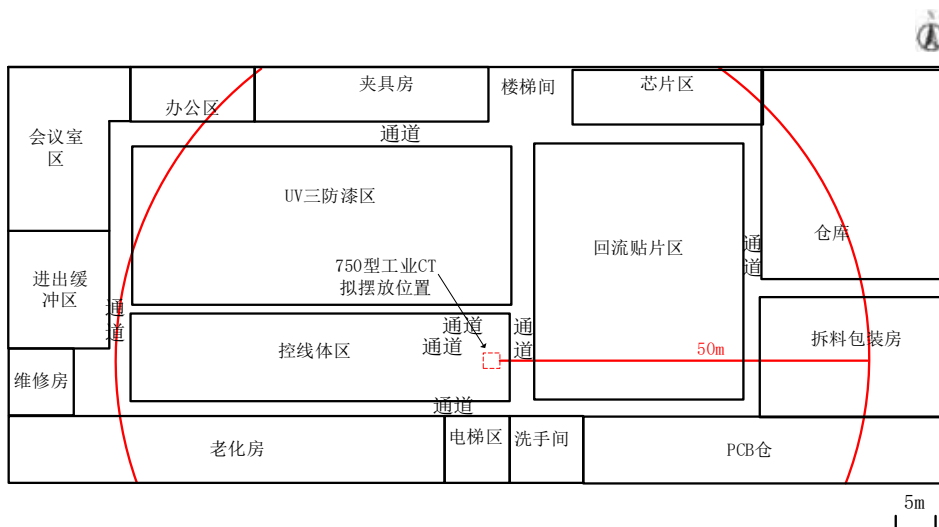 N
夹具房
楼梯间
芯片区
办公区
通道
会议室
区
UV三防漆区
仓库
通
道
回流贴片区
750型工业CT
拟摆放位置
进出缓
冲区
通
道
通道
通道
通
道
控线体区
50m
拆料包装房
维修房
通道
老化房
电梯区
洗手间
PCB仓
5m